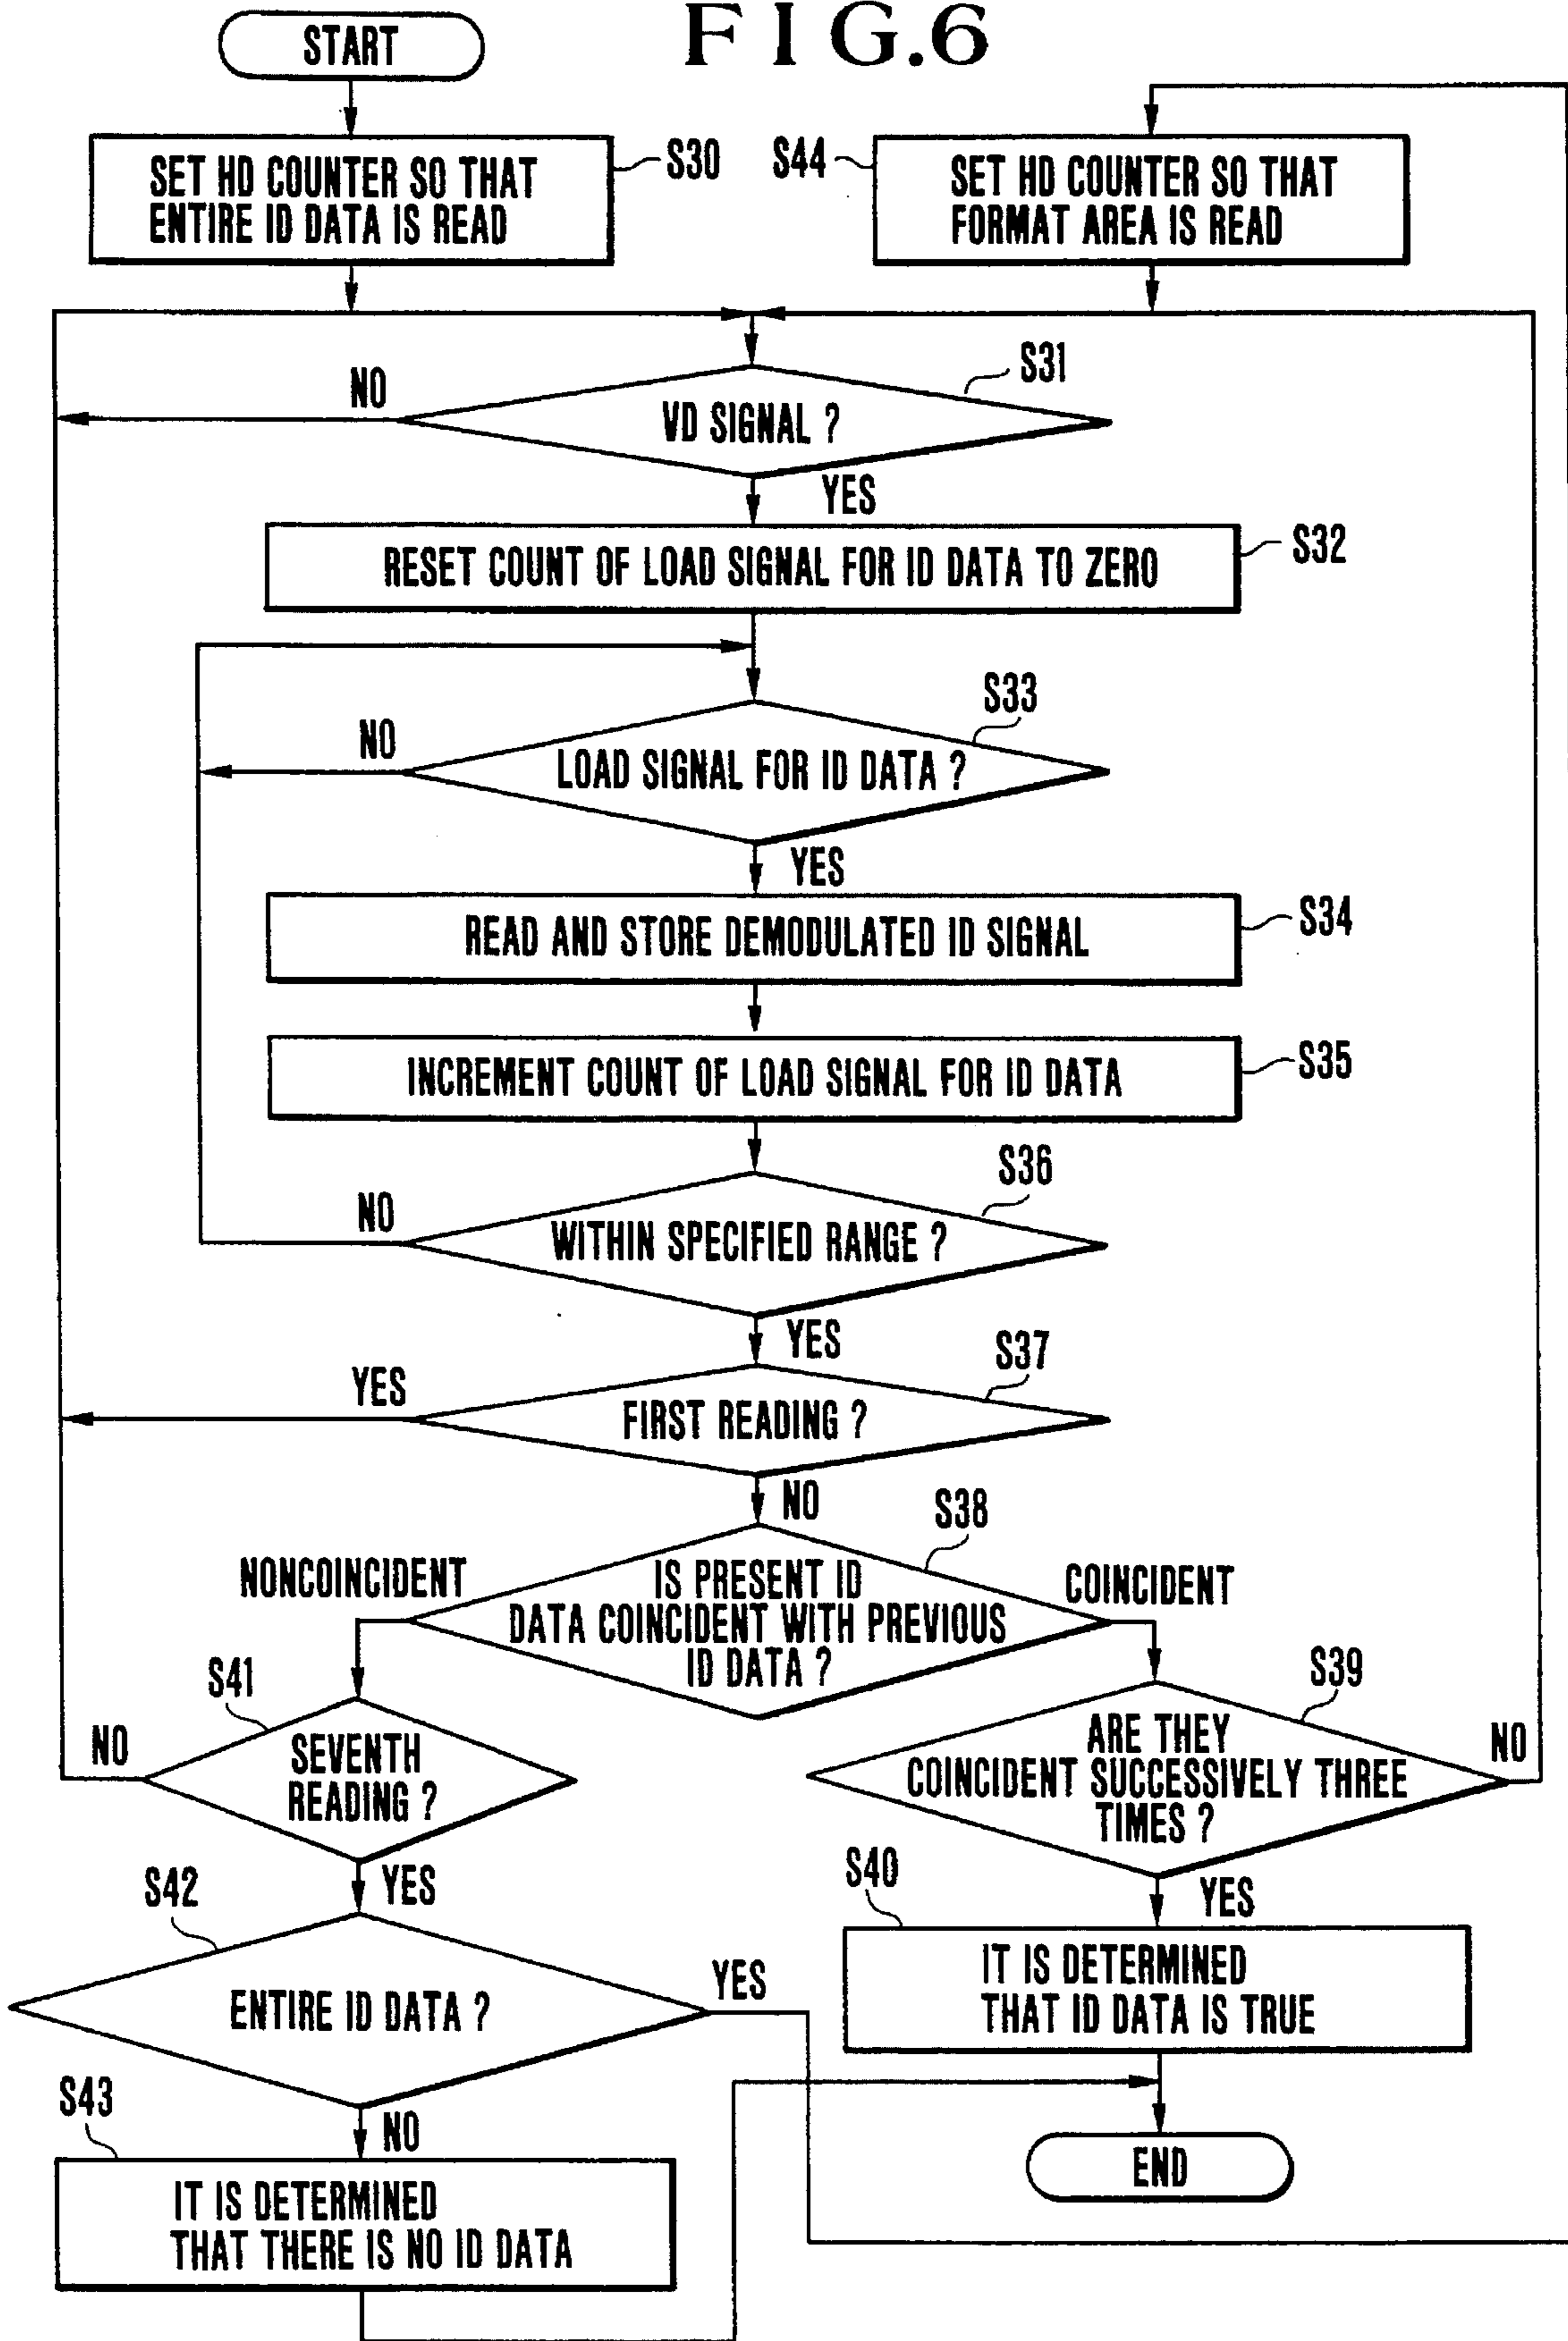 FIG.6
START
SET HD COUNTER SO THAT
ENTIRE ID DATA IS READ
S30
S44
SET HD COUNTER SO THAT
FORMAT AREA IS READ
S31
NO
VD SIGNAL ?
YES
S32
RESET COUNT OF LOAD SIGNAL FOR ID DATA TO ZERO
S33
NO
LOAD SIGNAL FOR ID DATA ?
YES
S34
READ AND STORE DEMODULATED ID SIGNAL
S35
INCREMENT COUNT OF LOAD SIGNAL FOR ID DATA
S36
NO
WITHIN SPECIFIED RANGE ?
YES
S37
YES
FIRST READING ?
NO
S38
NONCOINCIDENT
IS PRESENT ID
DATA COINCIDENT WITH PREVIOUS
ID DATA ?
COINCIDENT
S41
NO
SEVENTH
READING ?
YES
S39
ARE THEY
COINCIDENT SUCCESSIVELY THREE
TIMES ?
NO
YES
S42
ENTIRE ID DATA ?
YES
NO
S40
IT IS DETERMINED
THAT ID DATA IS TRUE
S43
IT IS DETERMINED
THAT THERE IS NO ID DATA
END